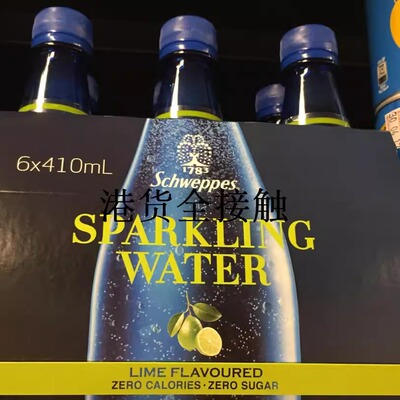 6x410mL
1783
Schweppes
港货全接触
SPARKLING
WATER
LIME FLAVOURED
ZERO CALORIES · ZERO SUGAR